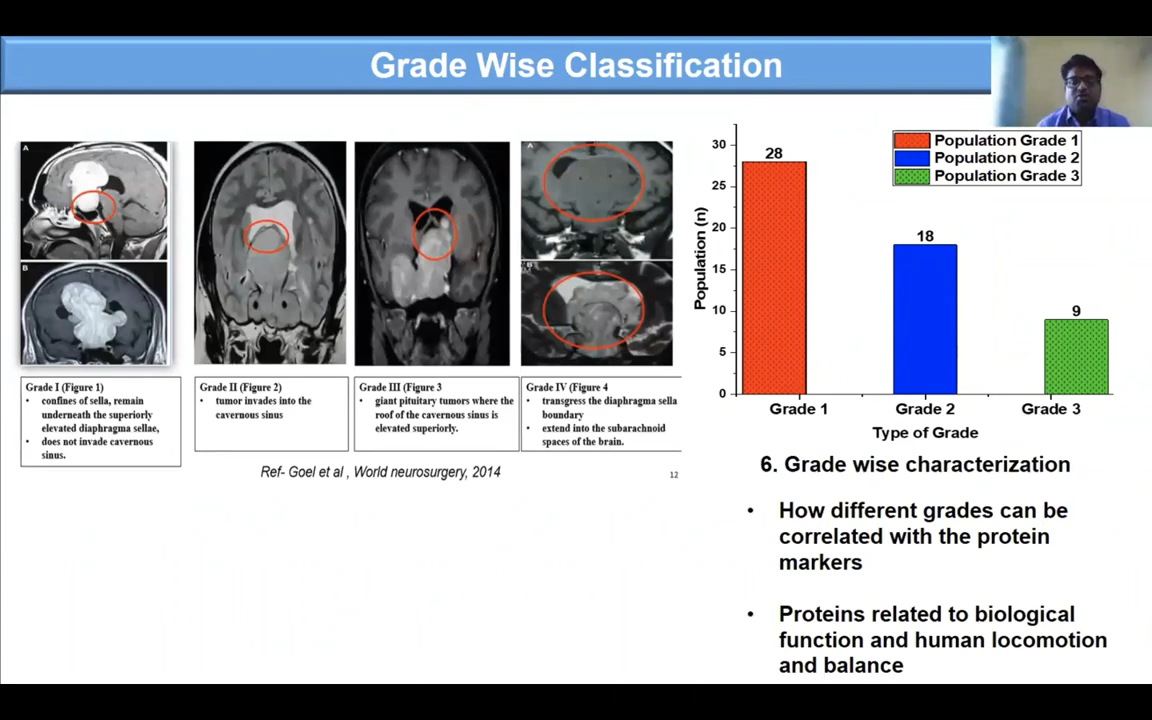 Grade Wise Classification
A
B
A
B
Grade I (Figure 1)
• confines of sella, remain
underneath the superiorly
elevated diaphragma sellae,
• does not invade cavernous
sinus.
Grade II (Figure 2)
• tumor invades into the
cavernous sinus
Grade III (Figure 3
• giant pituitary tumors where the
roof of the cavernous sinus is
elevated superiorly.
Grade IV (Figure 4
• transgress the diaphragma sella
boundary
• extend into the subarachnoid
spaces of the brain.
Ref- Goel et al , World neurosurgery, 2014
12
Population Grade 1
Population Grade 2
Population Grade 3
Population (n)
30
25
20
15
10
5
0
28
18
9
Grade 1
Grade 2
Grade 3
Type of Grade
6. Grade wise characterization
• How different grades can be
correlated with the protein
markers
• Proteins related to biological
function and human locomotion
and balance